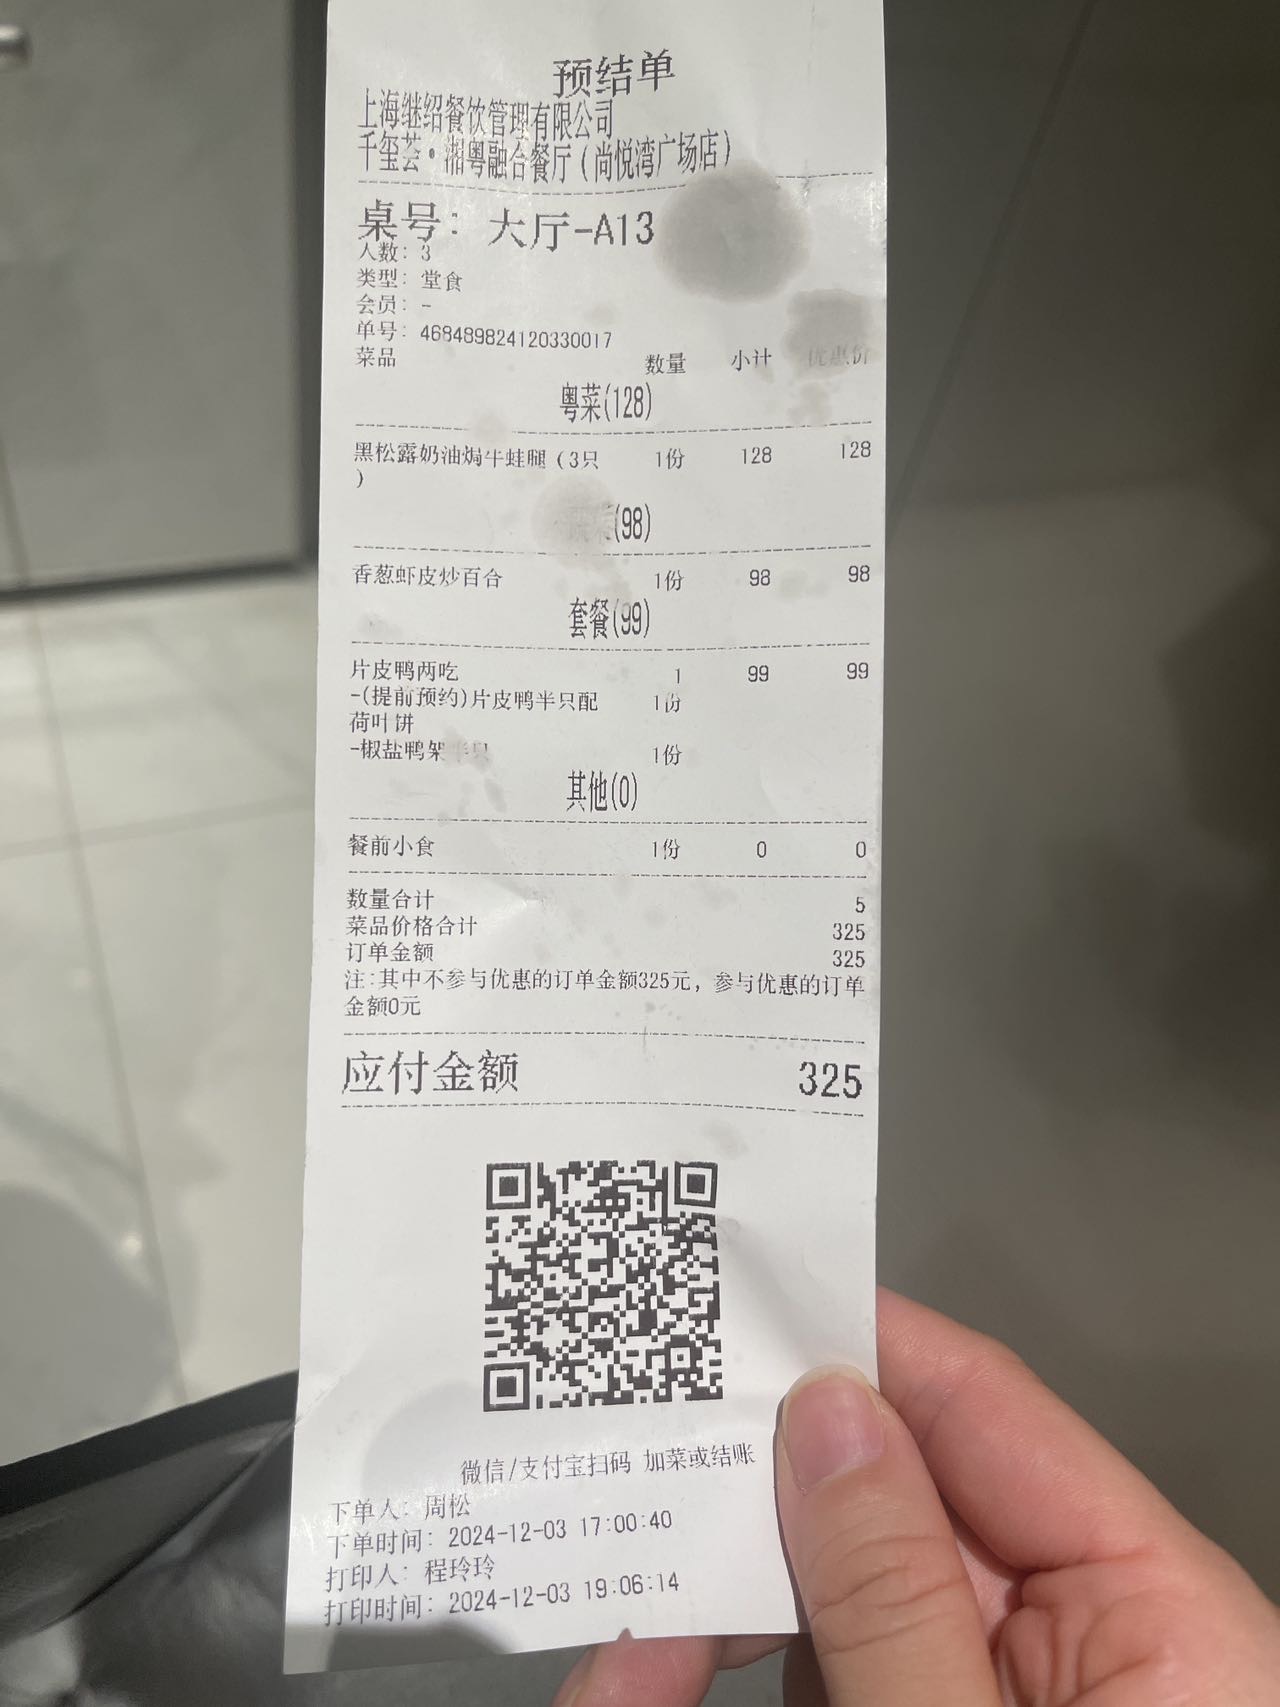 预结单
上海继绍餐饮管理有限公司
千玺荟·湘粤融合餐厅(尚悦湾广场店)
桌号: 大厅-A13
人数: 3
类型: 堂食
会员: -
单号: 468489824120330017
菜品 数量 小计 优惠价
粤菜(128)
黑松露奶油焗牛蛙腿(3只 1份 128 128
)
(98)
香葱虾皮炒百合 1份 98 98
套餐(99)
片皮鸭两吃 1 99 99
-(提前预约)片皮鸭半只配 1份
荷叶饼
-椒盐鸭架半只 1份
其他(0)
餐前小食 1份 0 0
数量合计 5
菜品价格合计 325
订单金额 325
注:其中不参与优惠的订单金额325元, 参与优惠的订单
金额0元
应付金额 325
微信/支付宝扫码 加菜或结账
下单人: 周松
下单时间: 2024-12-03 17:00:40
打印人: 程玲玲
打印时间: 2024-12-03 19:06:14